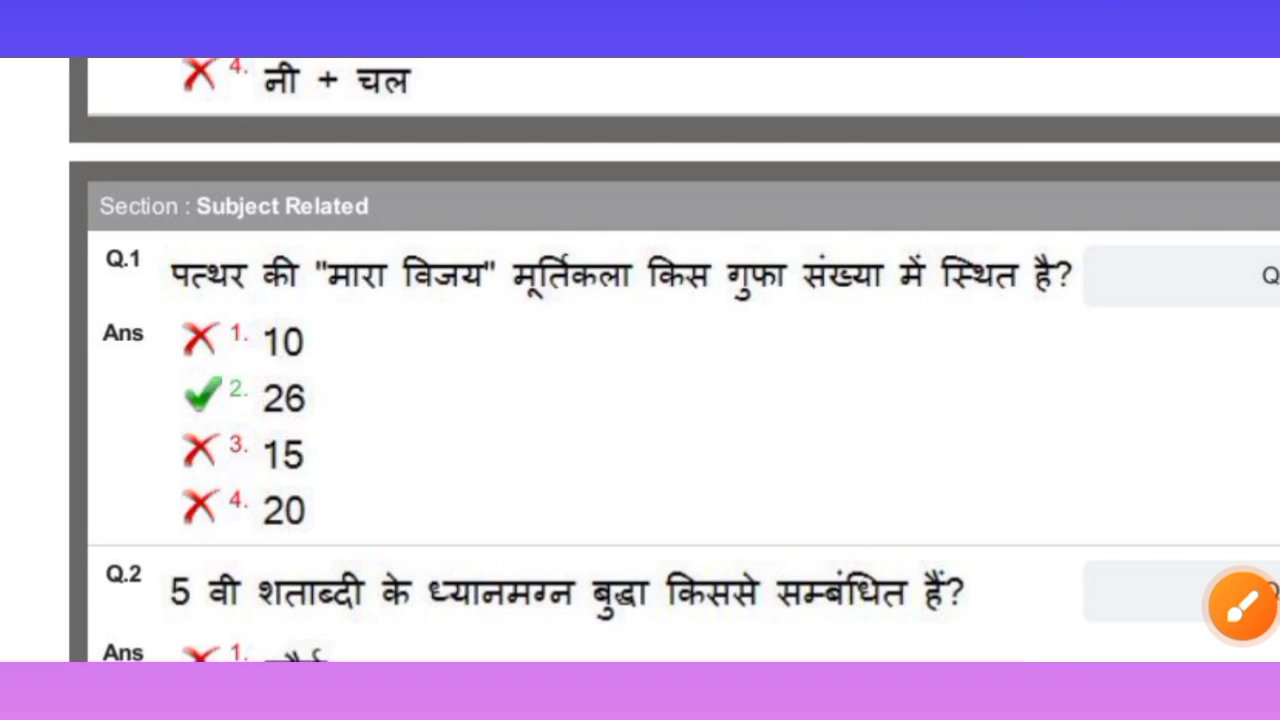 4. नी + चल
Section : Subject Related
Q.1 पत्थर की "मारा विजय" मूर्तिकला किस गुफा संख्या में स्थित है? Q
Ans 1. 10
2. 26
3. 15
4. 20
Q.2 5 वी शताब्दी के ध्यानमग्न बुद्धा किससे सम्बंधित हैं?
Ans 1.